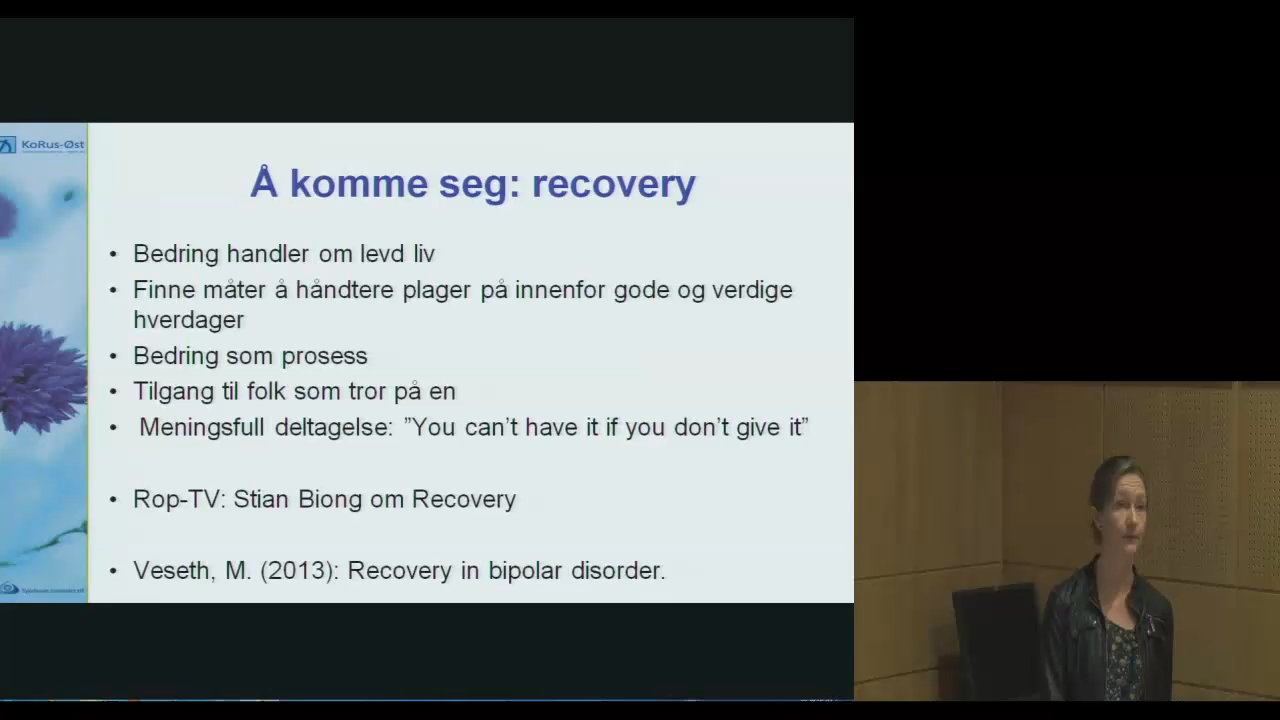 KoRus-Øst
Å komme seg: recovery
• Bedring handler om levd liv
• Finne måter å håndtere plager på innenfor gode og verdige
hverdager
• Bedring som prosess
• Tilgang til folk som tror på en
• Meningsfull deltagelse: ”You can’t have it if you don’t give it”
• Rop-TV: Stian Biong om Recovery
• Veseth, M. (2013): Recovery in bipolar disorder.